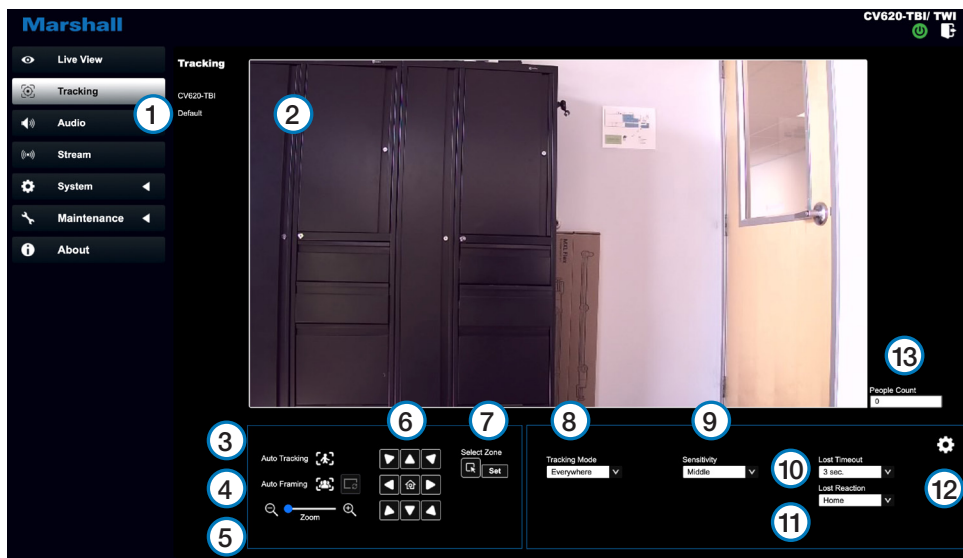 Marshall
CV620-TBI/ TWI
Live View
Tracking
Audio
Stream
System
Maintenance
About
1
Tracking
CV620-TBI
Default
2
13
People Count
0
3
4
5
6
7
Auto Tracking
Auto Framing
Zoom
Select Zone
Set
8
Tracking Mode
Everywhere
9
Sensitivity
Middle
10
Lost Timeout
3 sec.
Lost Reaction
Home
11
12